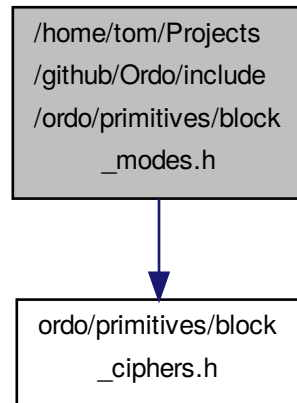 /home/tom/Projects
/github/Ordo/include
/ordo/primitives/block
_modes.h
ordo/primitives/block
_ciphers.h